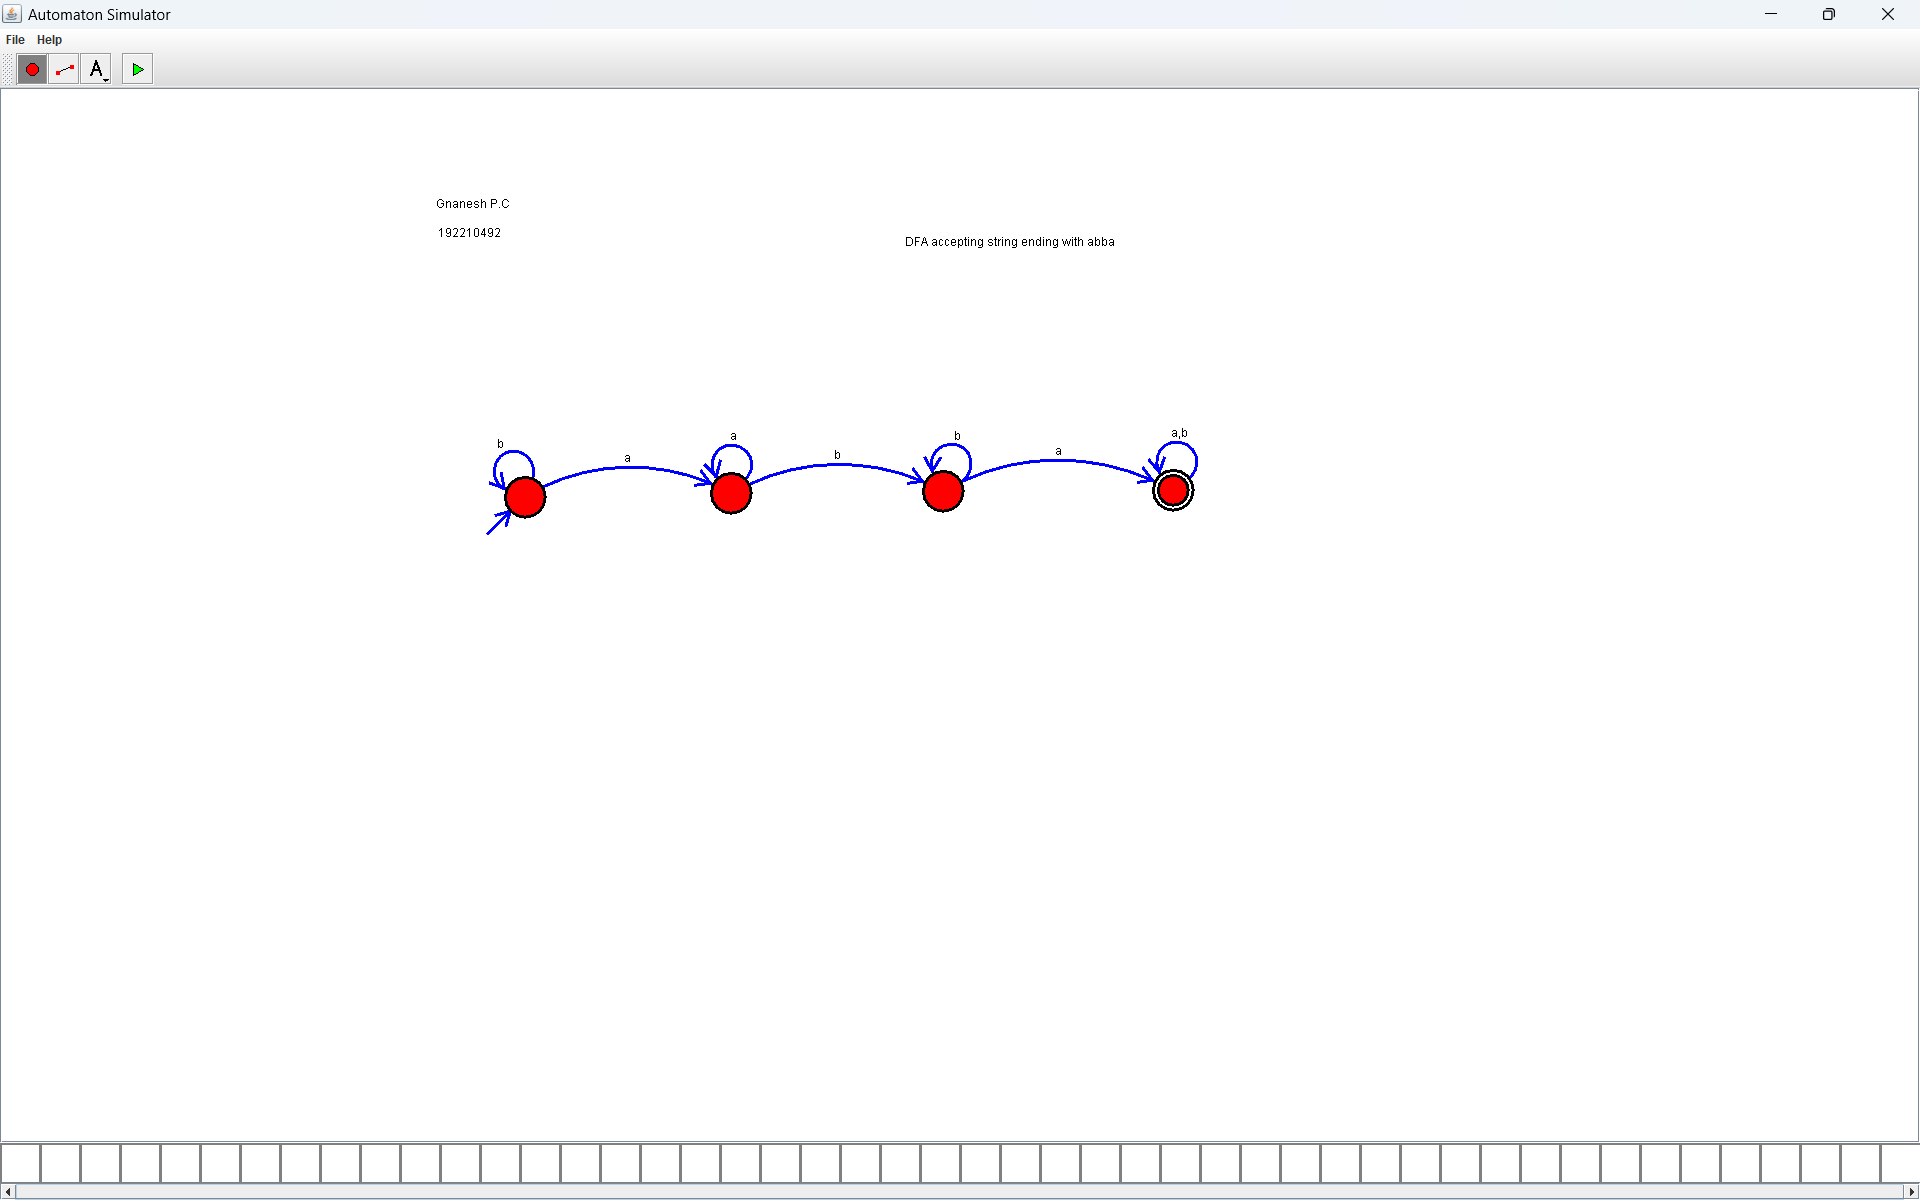 Automaton Simulator
File Help
A
Gnanesh P.C
192210492
DFA accepting string ending with abba
b
a
a
b
b
a
a,b